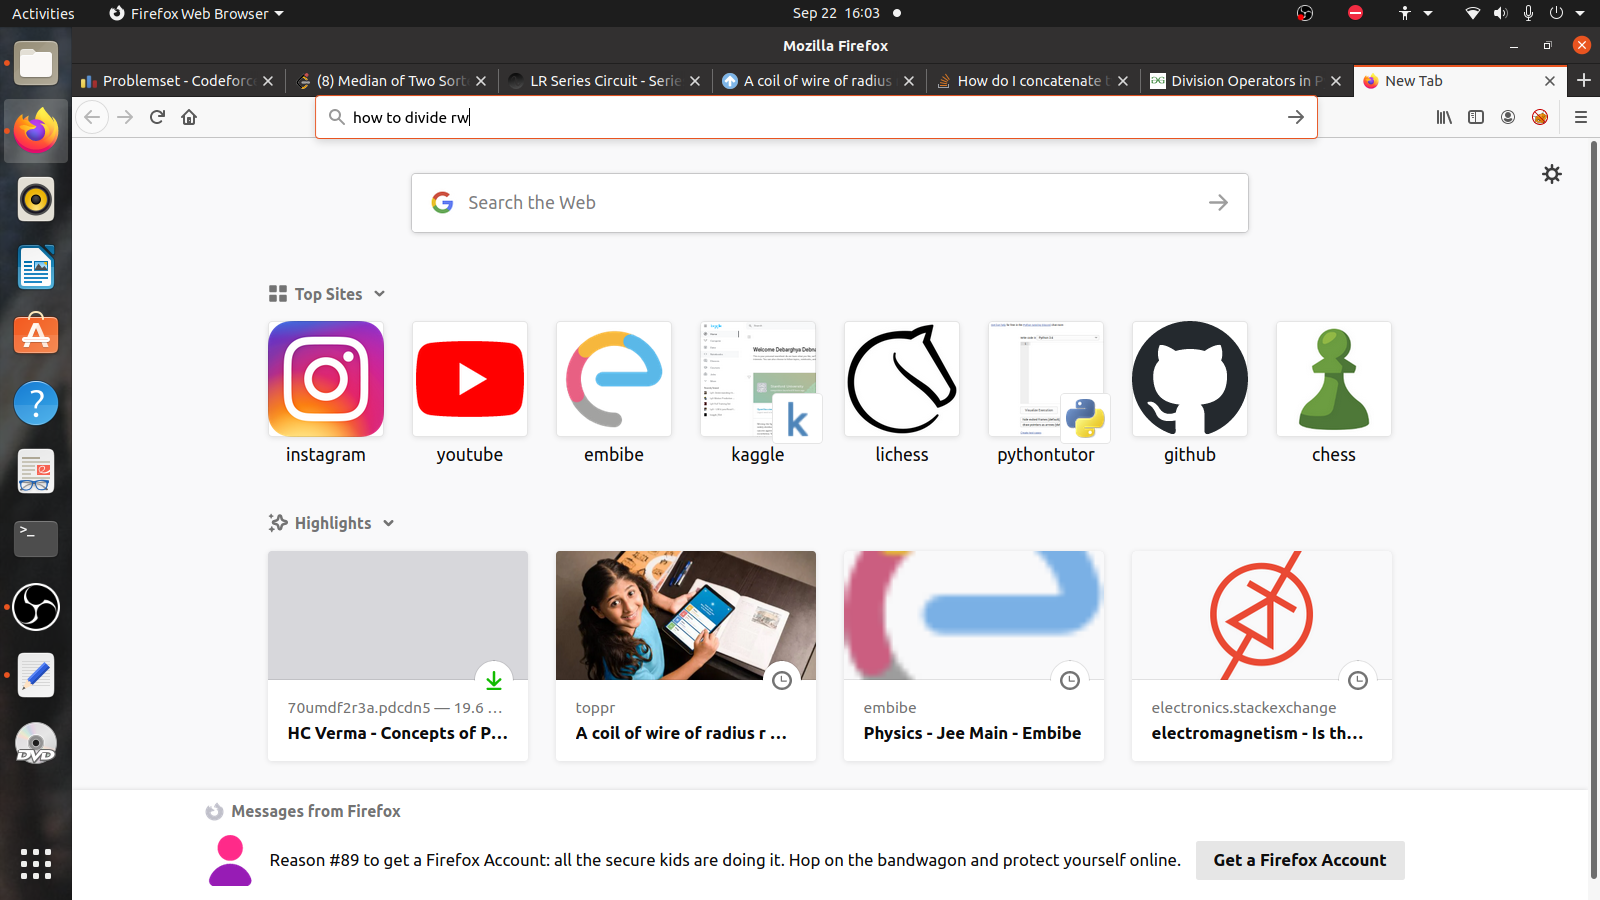 Activities Firefox Web Browser Sep 22 16:03
Mozilla Firefox
Problemset - Codeforc (8) Median of Two Sort LR Series Circuit - Serie A coil of wire of radius How do I concatenate t Division Operators in P New Tab
how to divide rw
Search the Web
Top Sites
instagram youtube embibe kaggle lichess pythontutor github chess
Highlights
70umdf2r3a.pdcdn5 — 19.6 … toppr embibe electronics.stackexchange
HC Verma - Concepts of P… A coil of wire of radius r … Physics - Jee Main - Embibe electromagnetism - Is th…
Messages from Firefox
Reason #89 to get a Firefox Account: all the secure kids are doing it. Hop on the bandwagon and protect yourself online. Get a Firefox Account